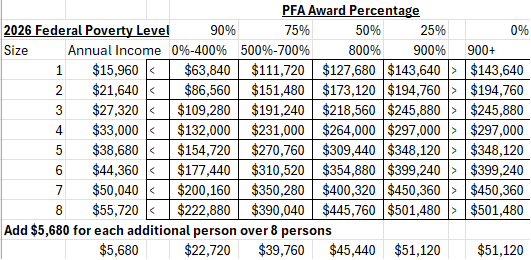 PFA Award Percentage
2026 Federal Poverty Level 90% 75% 50% 25% 0%
Size Annual Income 0%-400% 500%-700% 800% 900% 900+
1 $15,960 < $63,840 $111,720 $127,680 $143,640 > $143,640
2 $21,640 < $86,560 $151,480 $173,120 $194,760 > $194,760
3 $27,320 < $109,280 $191,240 $218,560 $245,880 > $245,880
4 $33,000 < $132,000 $231,000 $264,000 $297,000 > $297,000
5 $38,680 < $154,720 $270,760 $309,440 $348,120 > $348,120
6 $44,360 < $177,440 $310,520 $354,880 $399,240 > $399,240
7 $50,040 < $200,160 $350,280 $400,320 $450,360 > $450,360
8 $55,720 < $222,880 $390,040 $445,760 $501,480 > $501,480
Add $5,680 for each additional person over 8 persons
$5,680 $22,720 $39,760 $45,440 $51,120 $51,120